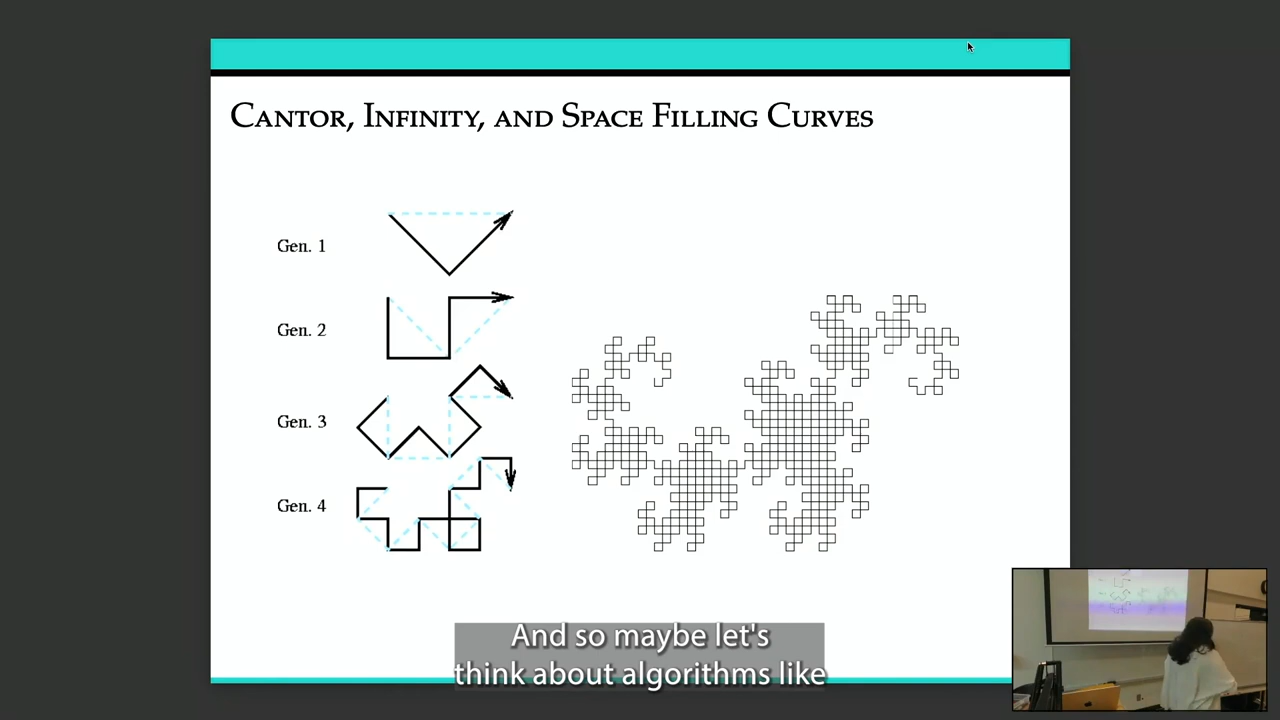 Cantor, Infinity, and Space Filling Curves
Gen. 1
Gen. 2
Gen. 3
Gen. 4
And so maybe let's
think about algorithms like